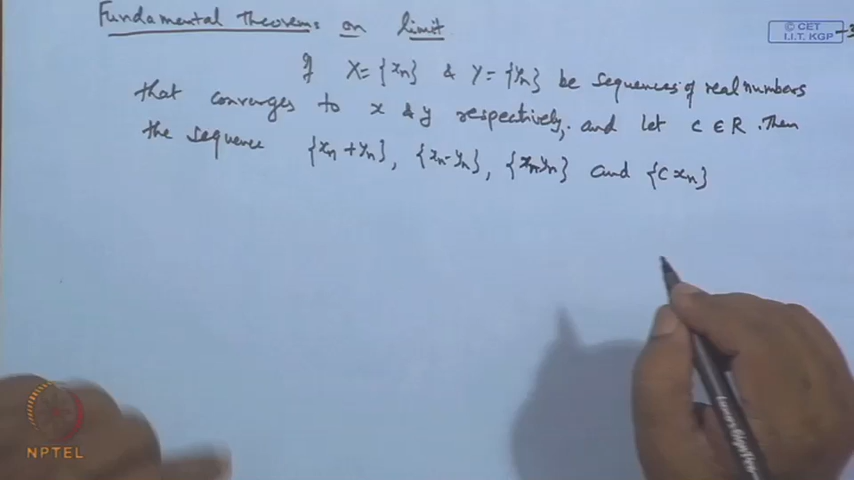 Fundamental Theorems on limit
© CET
I.I.T. KGP
If X = {xn} & Y = {Yn} be sequences of real numbers
that converges to x & y respectively, and let c ∈ R. Then
the sequence {xn + Yn}, {xn - yn}, {xnyn} and {c xn}
NPTEL